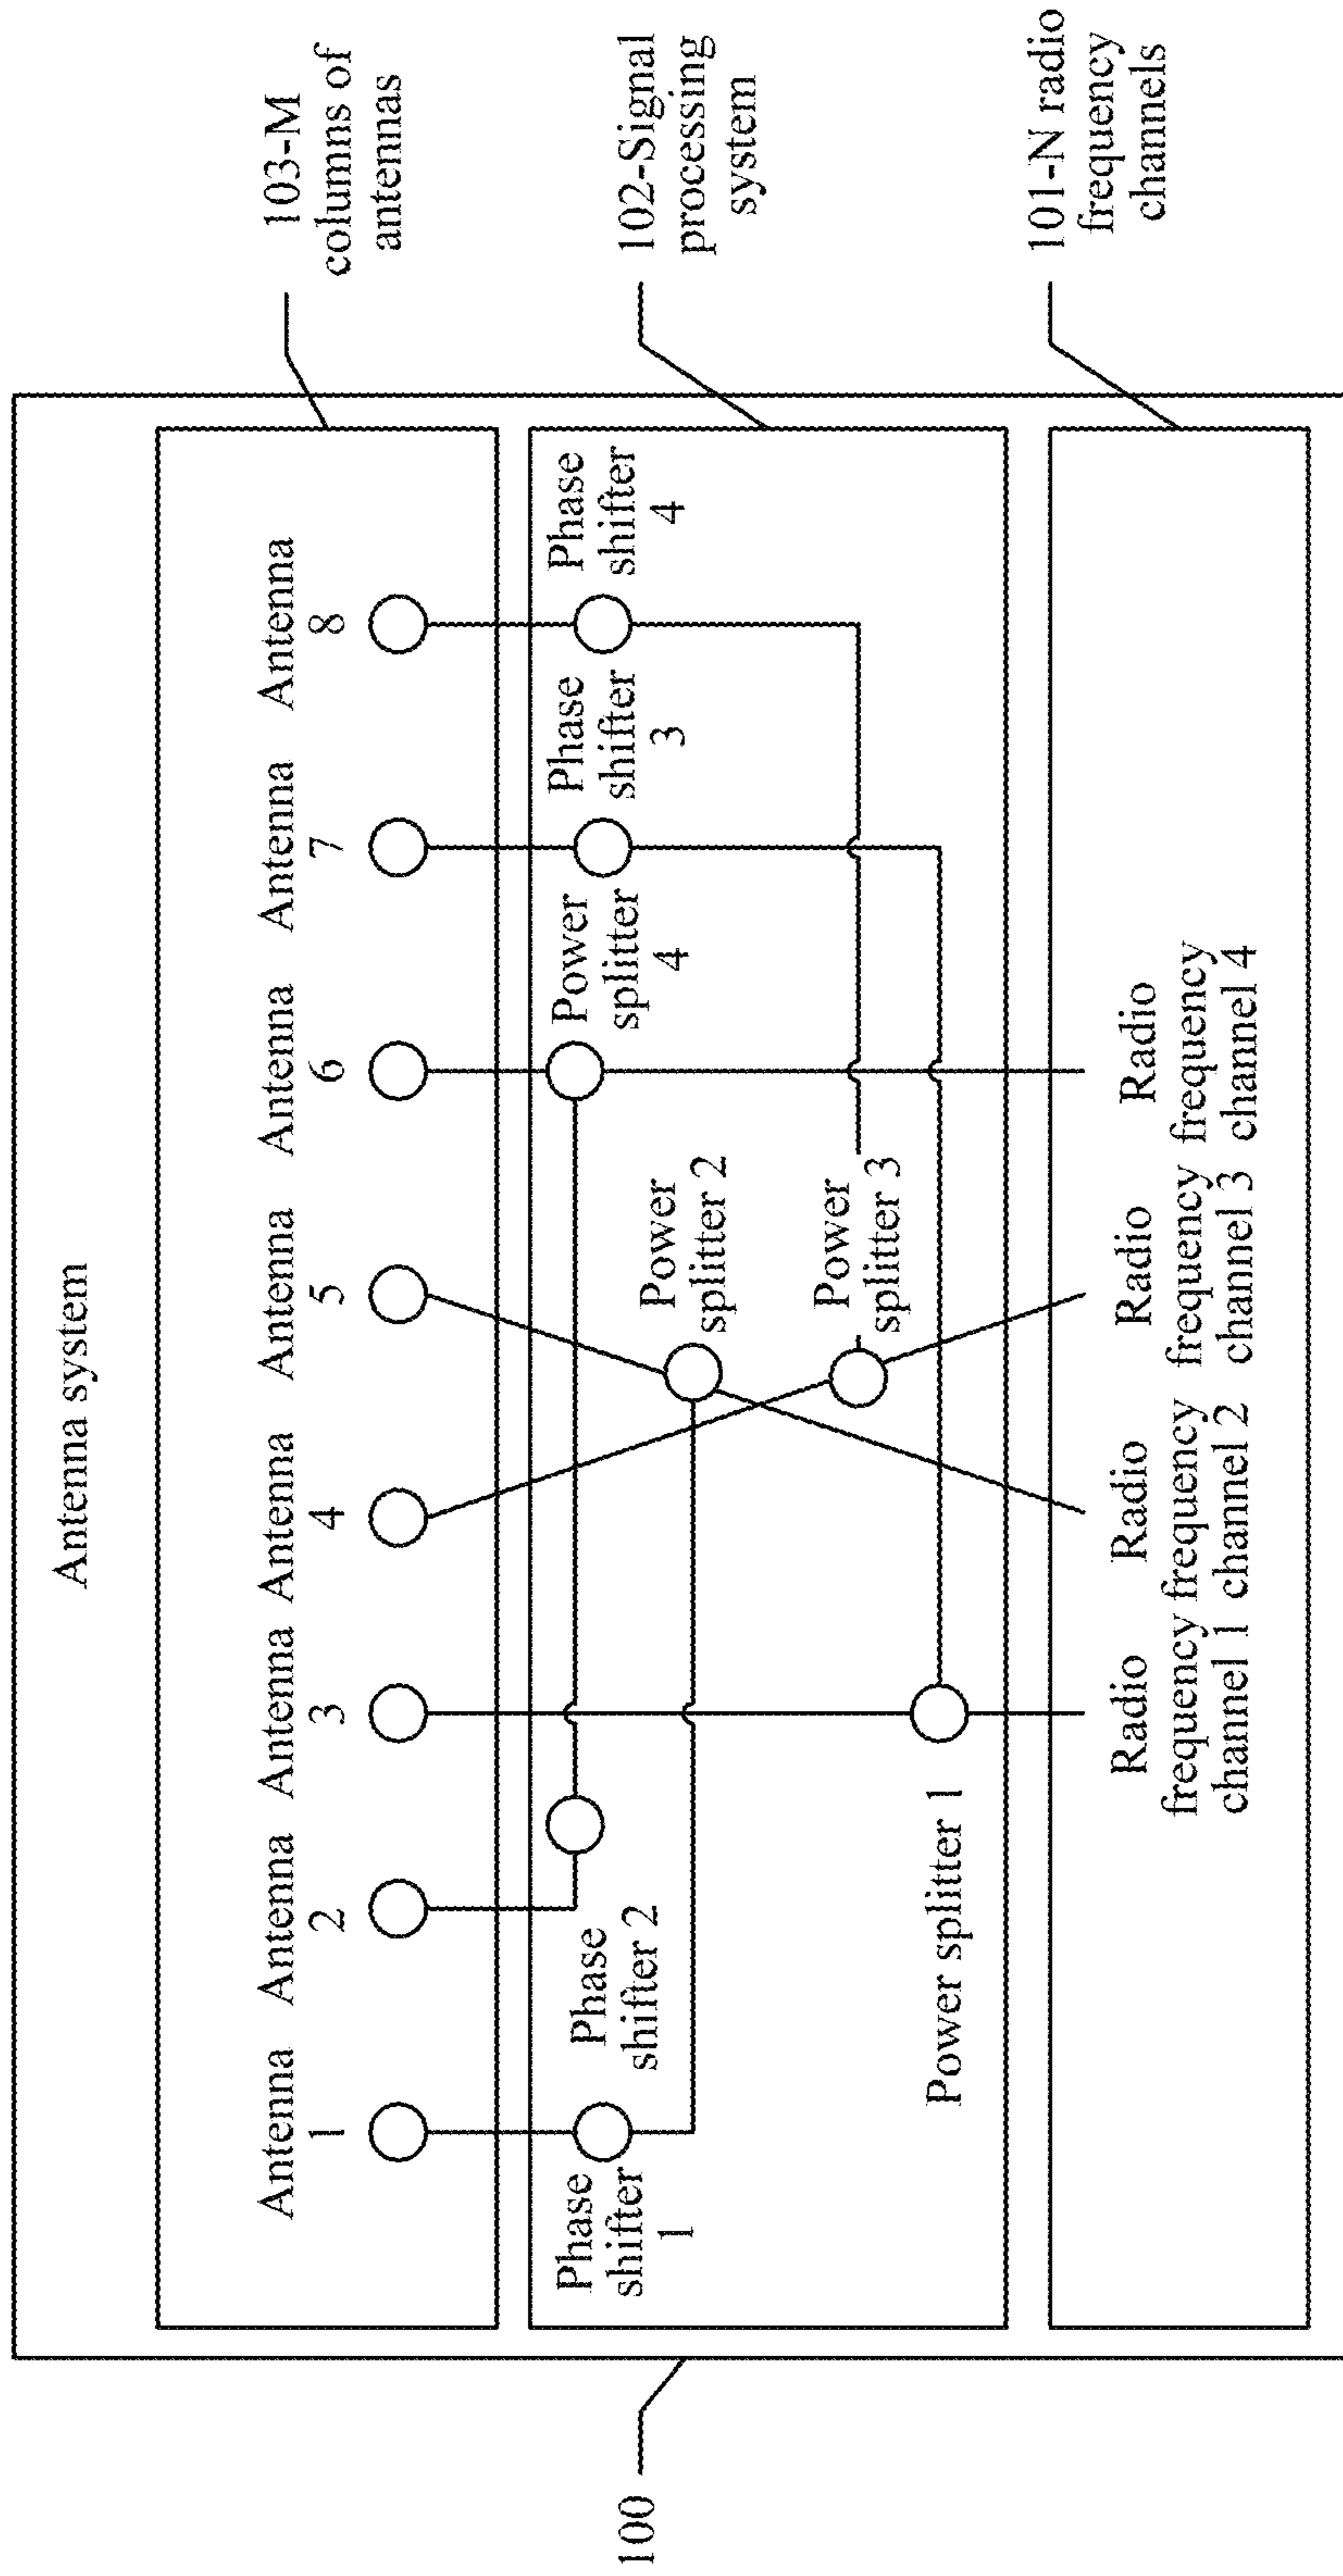 Antenna system
Antenna
1
Antenna
2
Antenna
3
Antenna
4
Antenna
5
Antenna
6
Antenna
7
Antenna
8
103-M
columns of
antennas
Phase
shifter
1
Phase
shifter 2
Power
splitter 2
Power
splitter
4
Phase
shifter
3
Phase
shifter
4
102-Signal
processing
system
Power
splitter 3
Power splitter 1
Radio
frequency
channel 1
Radio
frequency
channel 2
Radio
frequency
channel 3
Radio
frequency
channel 4
101-N radio
frequency
channels
100